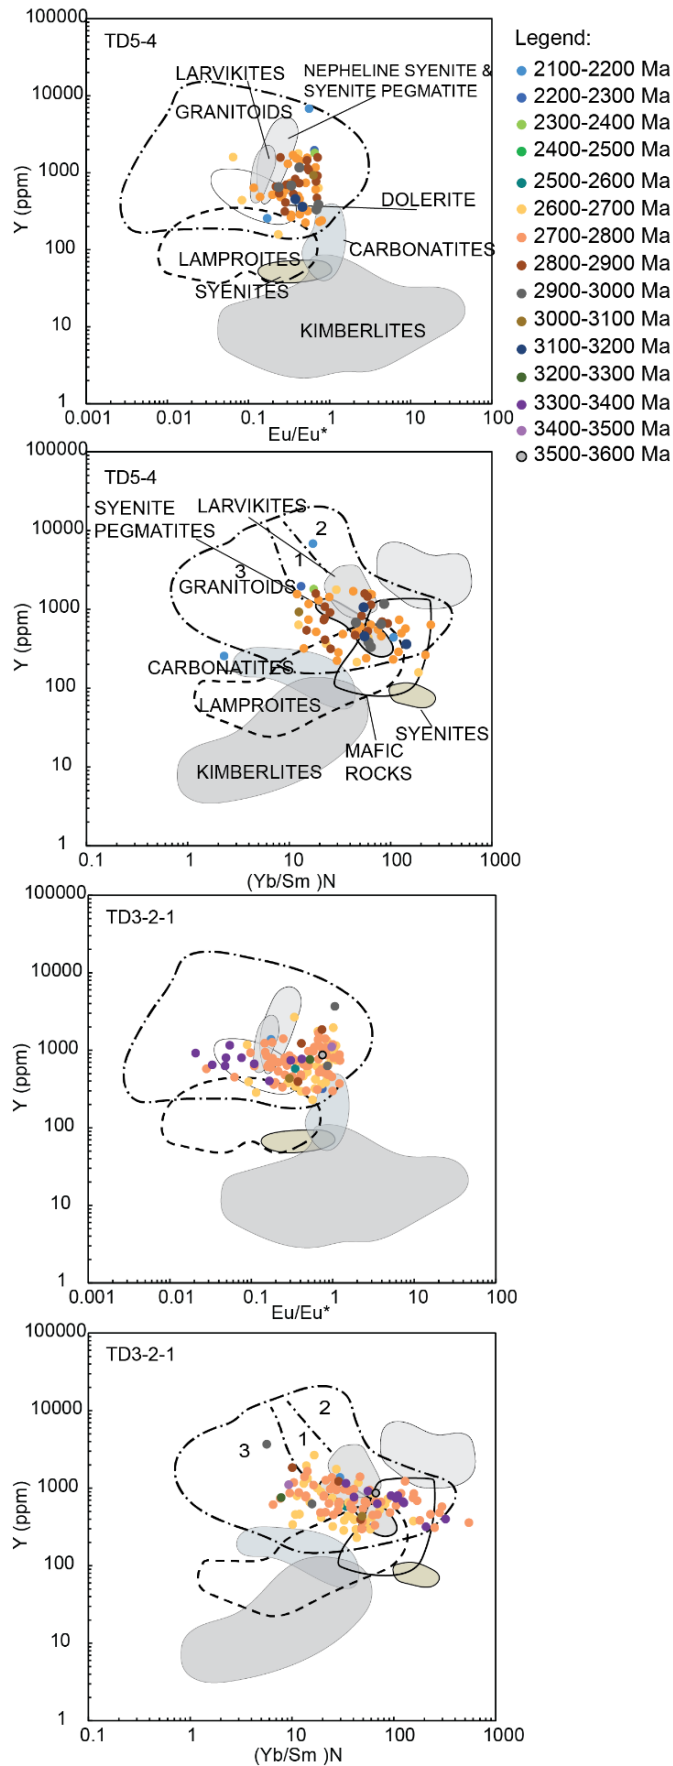 100000
TD5-4
LARVIKITES
NEPHELINE SYENITE &
SYENITE PEGMATITE
10000
GRANITOIDS
1000
Y (ppm)
DOLERITE
100
CARBONATITES
LAMPROITES
SYENITES
10
KIMBERLITES
1
0.001
0.01
0.1
1
10
100
Eu/Eu*
Legend:
2100-2200 Ma
2200-2300 Ma
2300-2400 Ma
2400-2500 Ma
2500-2600 Ma
2600-2700 Ma
2700-2800 Ma
2800-2900 Ma
2900-3000 Ma
3000-3100 Ma
3100-3200 Ma
3200-3300 Ma
3300-3400 Ma
3400-3500 Ma
3500-3600 Ma
100000
TD5-4
SYENITE
PEGMATITES
LARVIKITES
10000
2
1
3
GRANITOIDS
1000
Y (ppm)
CARBONATITES
100
LAMPROITES
SYENITES
MAFIC
ROCKS
10
KIMBERLITES
1
0.1
1
10
100
1000
(Yb/Sm )N
100000
TD3-2-1
10000
1000
Y (ppm)
100
10
1
0.001
0.01
0.1
1
10
100
Eu/Eu*
100000
TD3-2-1
10000
2
1
3
1000
Y (ppm)
100
10
1
0.1
1
10
100
1000
(Yb/Sm )N